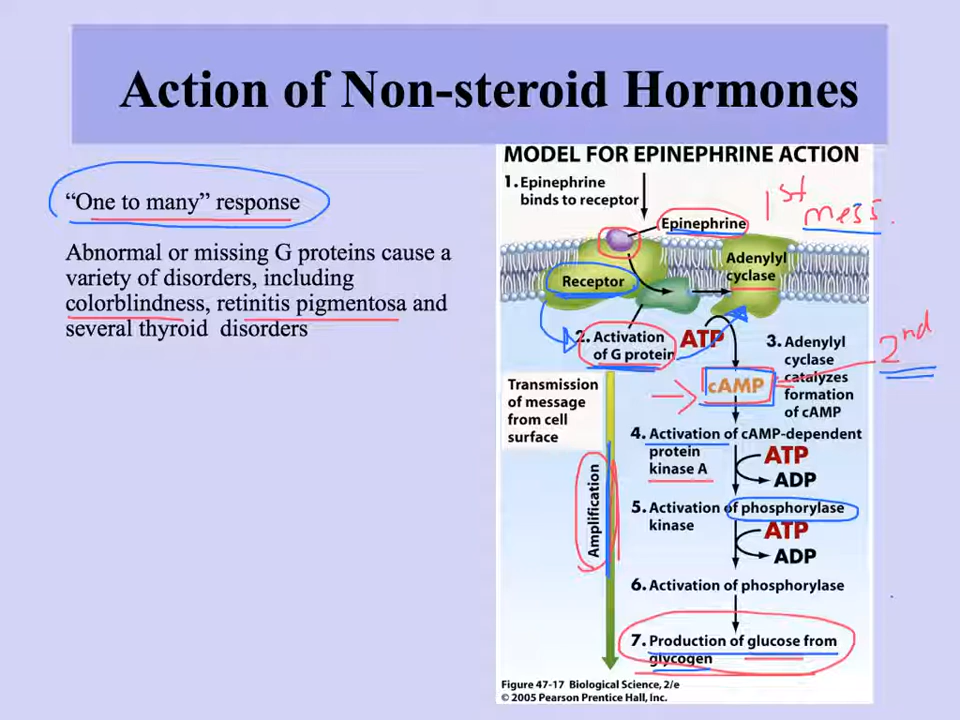 Action of Non-steroid Hormones
“One to many” response
Abnormal or missing G proteins cause a
variety of disorders, including
colorblindness, retinitis pigmentosa and
several thyroid disorders
MODEL FOR EPINEPHRINE ACTION
1. Epinephrine
binds to receptor
Epinephrine
1st
mess.
Adenylyl
cyclase
Receptor
2. Activation
of G protein
ATP
3. Adenylyl
cyclase
catalyzes
formation
of cAMP
2nd
cAMP
Transmission
of message
from cell
surface
4. Activation of cAMP-dependent
protein
kinase A
ATP
ADP
Amplification
5. Activation of phosphorylase
kinase
ATP
ADP
6. Activation of phosphorylase
7. Production of glucose from
glycogen
Figure 47-17 Biological Science, 2/e
© 2005 Pearson Prentice Hall, Inc.